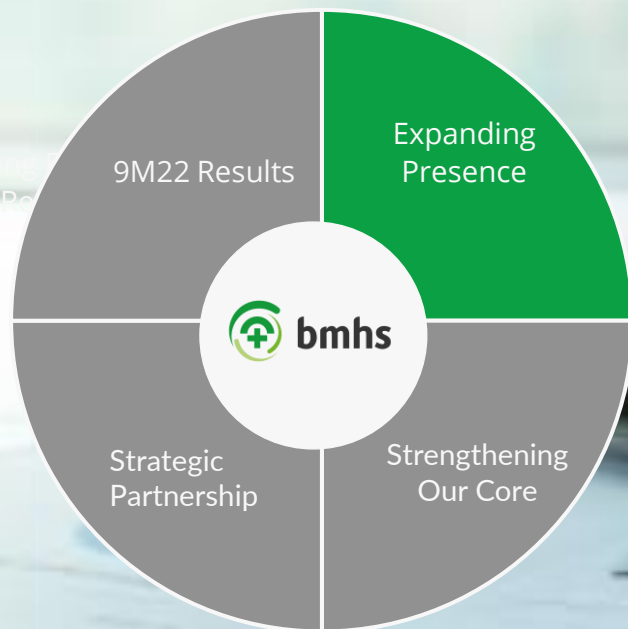 9M22 Results
Expanding
Presence
bmhs
Strategic
Partnership
Strengthening
Our Core